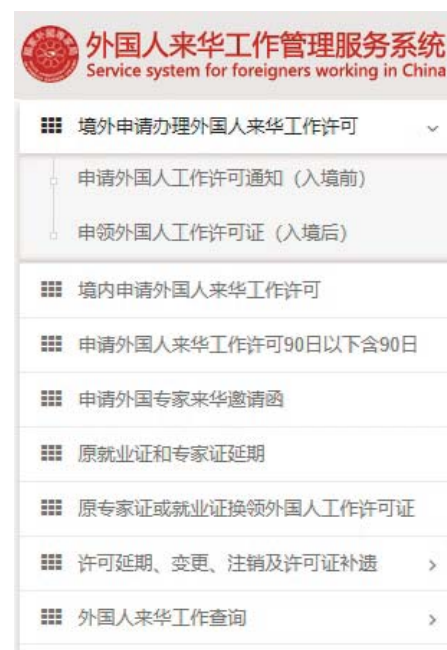 外国人来华工作管理服务系统
Service system for foreigners working in China
境外申请办理外国人来华工作许可
申请外国人工作许可通知（入境前）
申领外国人工作许可证（入境后）
境内申请外国人来华工作许可
申请外国人来华工作许可90日以下含90日
申请外国专家来华邀请函
原就业证和专家证延期
原专家证或就业证换领外国人工作许可证
许可延期、变更、注销及许可证补遗
外国人来华工作查询